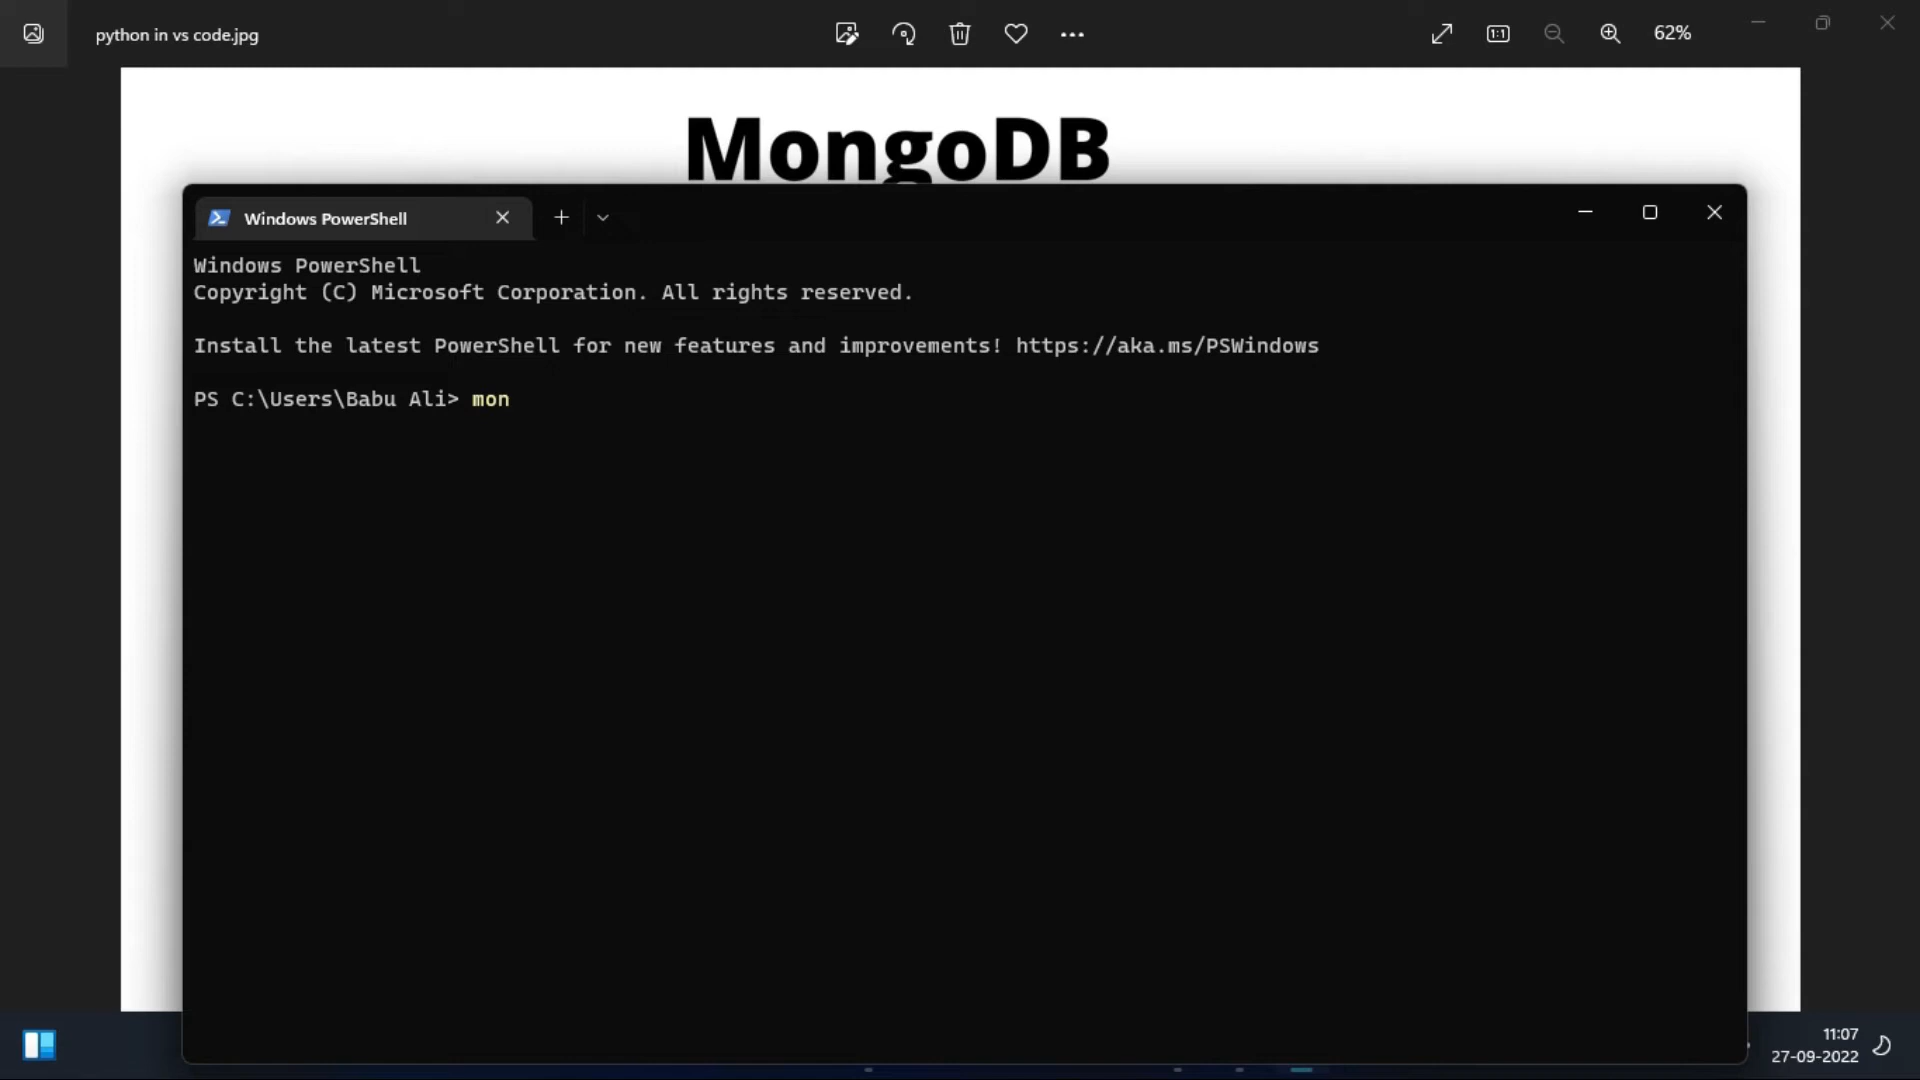 python in vs code.jpg
62%
MongoDB
Windows PowerShell
Windows PowerShell
Copyright (C) Microsoft Corporation. All rights reserved.
Install the latest PowerShell for new features and improvements! https://aka.ms/PSWindows
PS C:\Users\Babu Ali> mon
11:07
27-09-2022